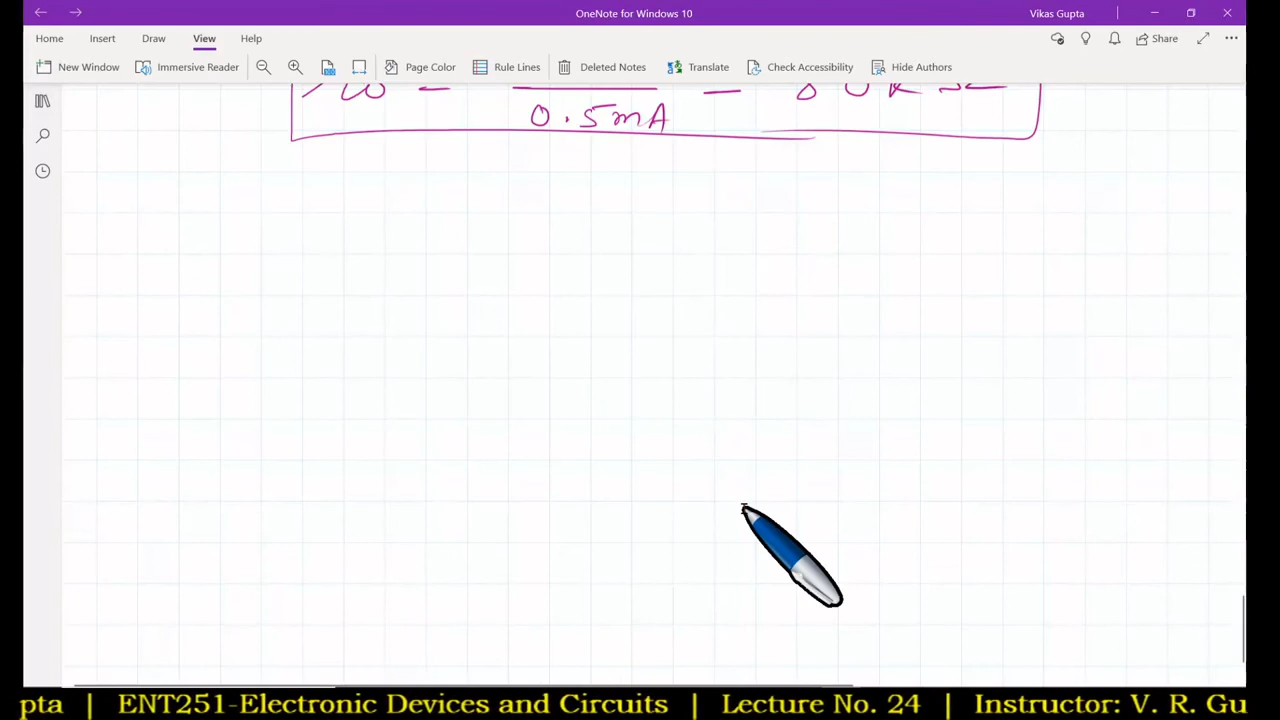 OneNote for Windows 10
Vikas Gupta
Home Insert Draw View Help
Share
New Window Immersive Reader Page Color Rule Lines Deleted Notes Translate Check Accessibility Hide Authors
0.5mA
pta | ENT251-Electronic Devices and Circuits | Lecture No. 24 | Instructor: V. R. Gu